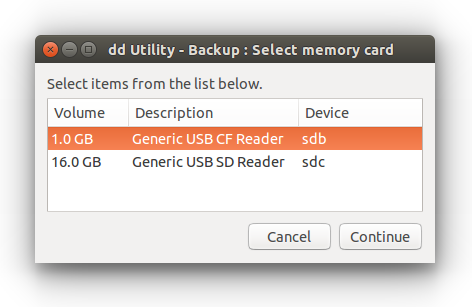 dd Utility - Backup : Select memory card
Select items from the list below.
Volume Description Device
1.0 GB Generic USB CF Reader sdb
16.0 GB Generic USB SD Reader sdc
Cancel Continue